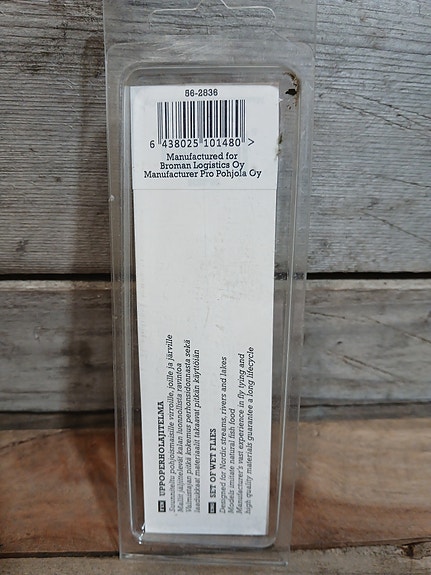 56-2836
6 438025 101480 >
Manufactured for
Broman Logistics Oy
Manufacturer Pro Pohjola Oy
UPPOPERHOLAJITELMA
Suunniteltu pohjoismaisille virroille, joille ja järville
Mallit jäljittelevät kalan luonnollista ravintoa
Valmistajan pitkä kokemus perhonsidonnasta sekä
laadukkaat materiaalit takaavat pitkän käyttöiän
SET OF WET FLIES
Designed for Nordic streams, rivers and lakes
Models imitate natural fish food
Manufacturer's vast experience in fly tying and
high quality materials guarantee a long lifecycle